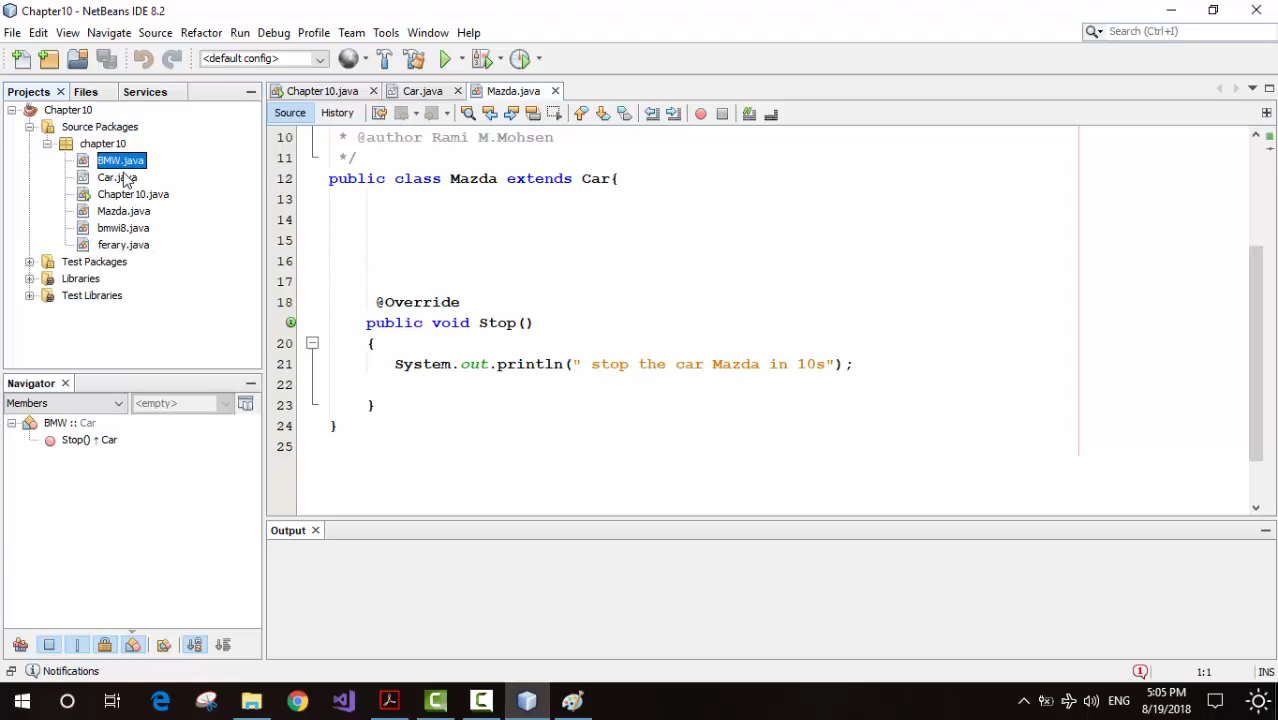 Chapter10 - NetBeans IDE 8.2
File Edit View Navigate Source Refactor Run Debug Profile Team Tools Window Help
Search (Ctrl+I)
<default config>
Projects Files Services
Chapter10.java Car.java Mazda.java
Source History
Chapter10
Source Packages
chapter10
BMW.java
Car.java
Chapter10.java
Mazda.java
bmwi8.java
ferary.java
Test Packages
Libraries
Test Libraries
10 * @author Rami M.Mohsen
11 */
12 public class Mazda extends Car{
13
14
15
16
17
18 @Override
public void Stop()
20 {
21 System.out.println(" stop the car Mazda in 10s");
22
23 }
24 }
25
Navigator
Members <empty>
BMW :: Car
Stop() ↑ Car
Output
Notifications
1:1 INS
ENG
5:05 PM
8/19/2018